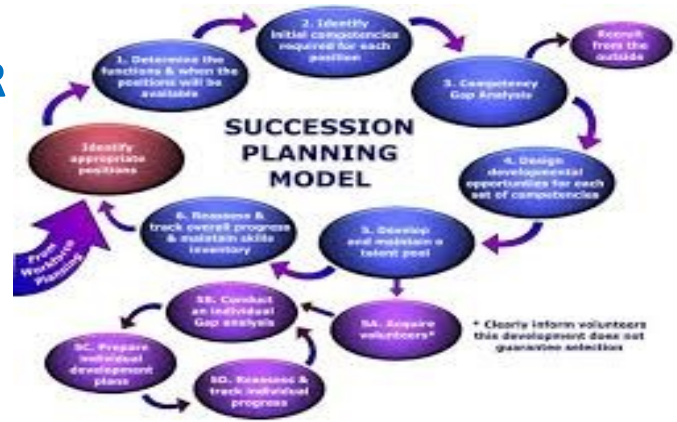 R
SUCCESSION
PLANNING
MODEL
From
Workforce
Planning
Identify
appropriate
positions
1. Determine the
functions & when the
positions will be
available
2. Identify
initial competencies
required for each
position
3. Competency
Gap Analysis
Recruit
from the
outside
4. Design
developmental
opportunities for each
set of competencies
5. Develop
and maintain a
talent pool
5A. Acquire
volunteers*
* Clearly inform volunteers
this development does not
guarantee selection
5B. Conduct
an individual
Gap analysis
5C. Prepare
individual
development
plans
5D. Reassess &
track individual
progress
6. Reassess &
track overall progress
& maintain skills
inventory